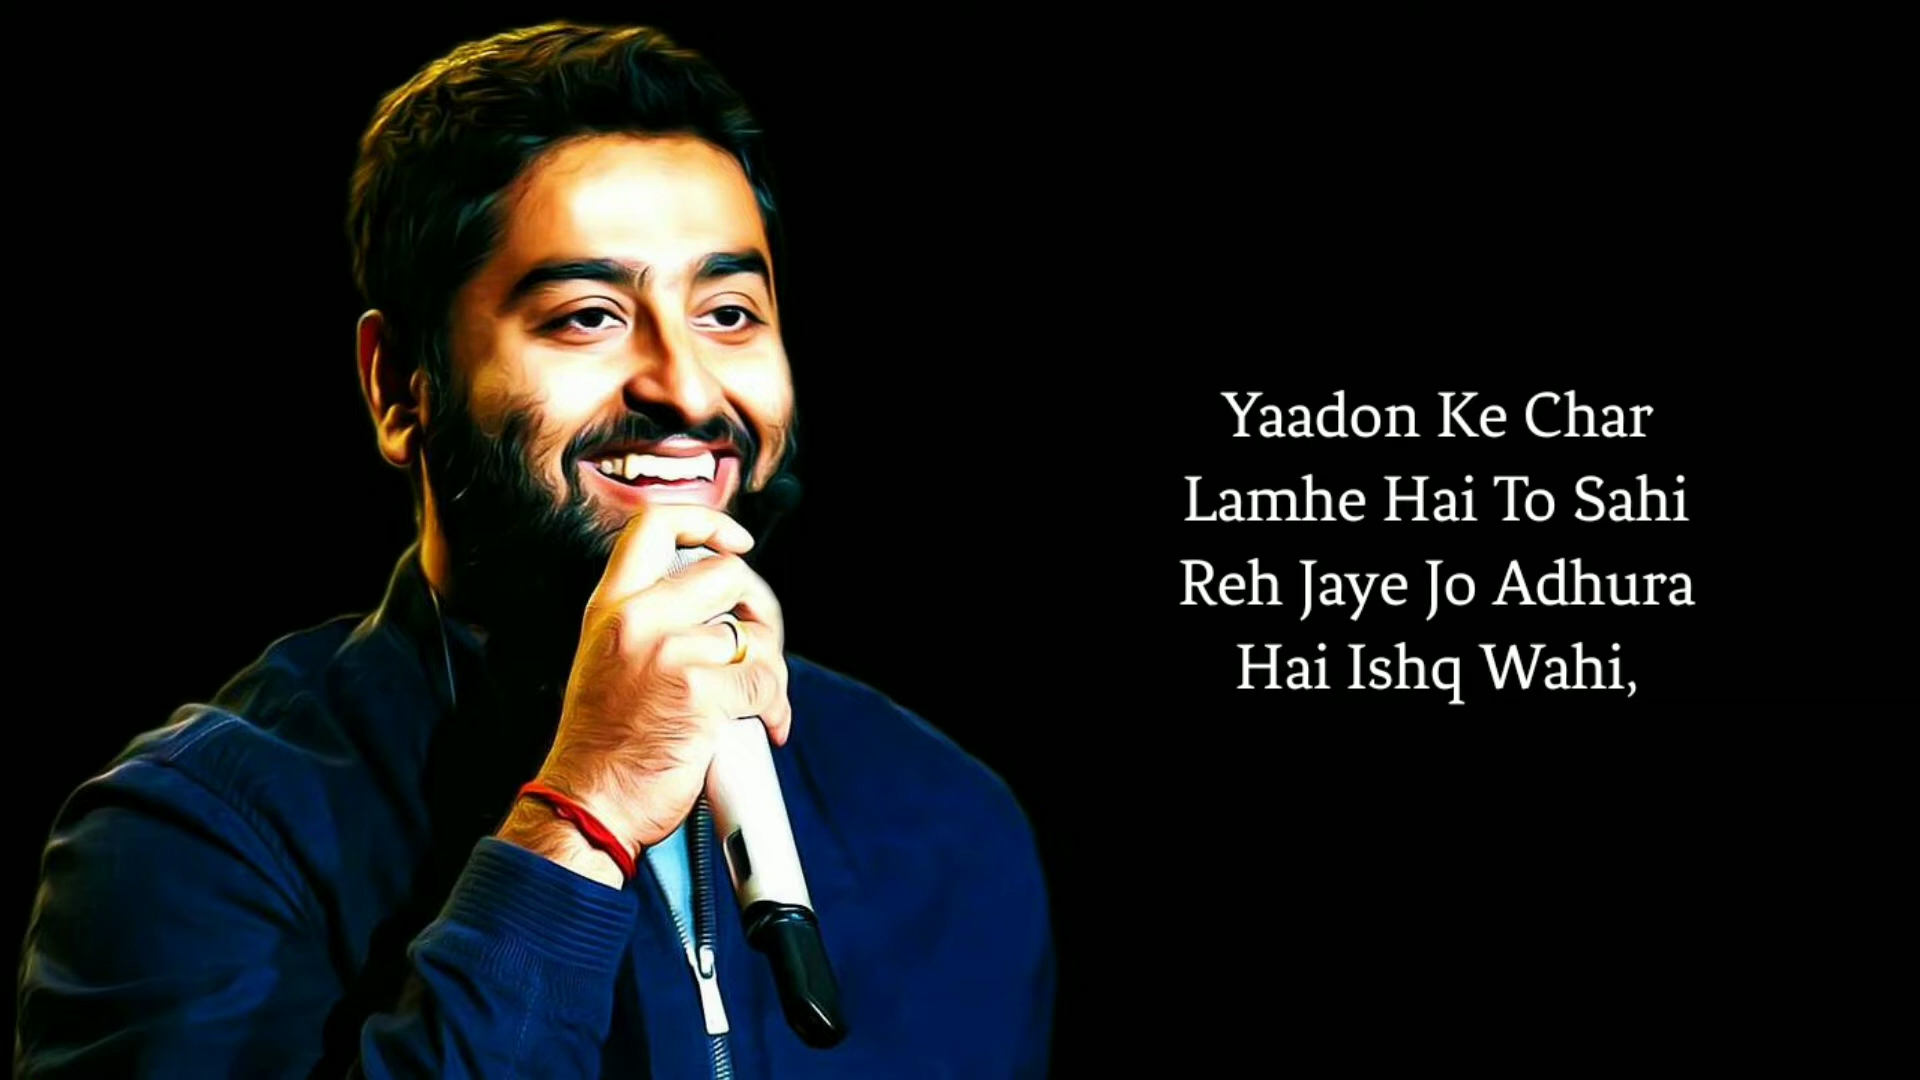 Yaadon Ke Char
Lamhe Hai To Sahi
Reh Jaye Jo Adhura
Hai Ishq Wahi,